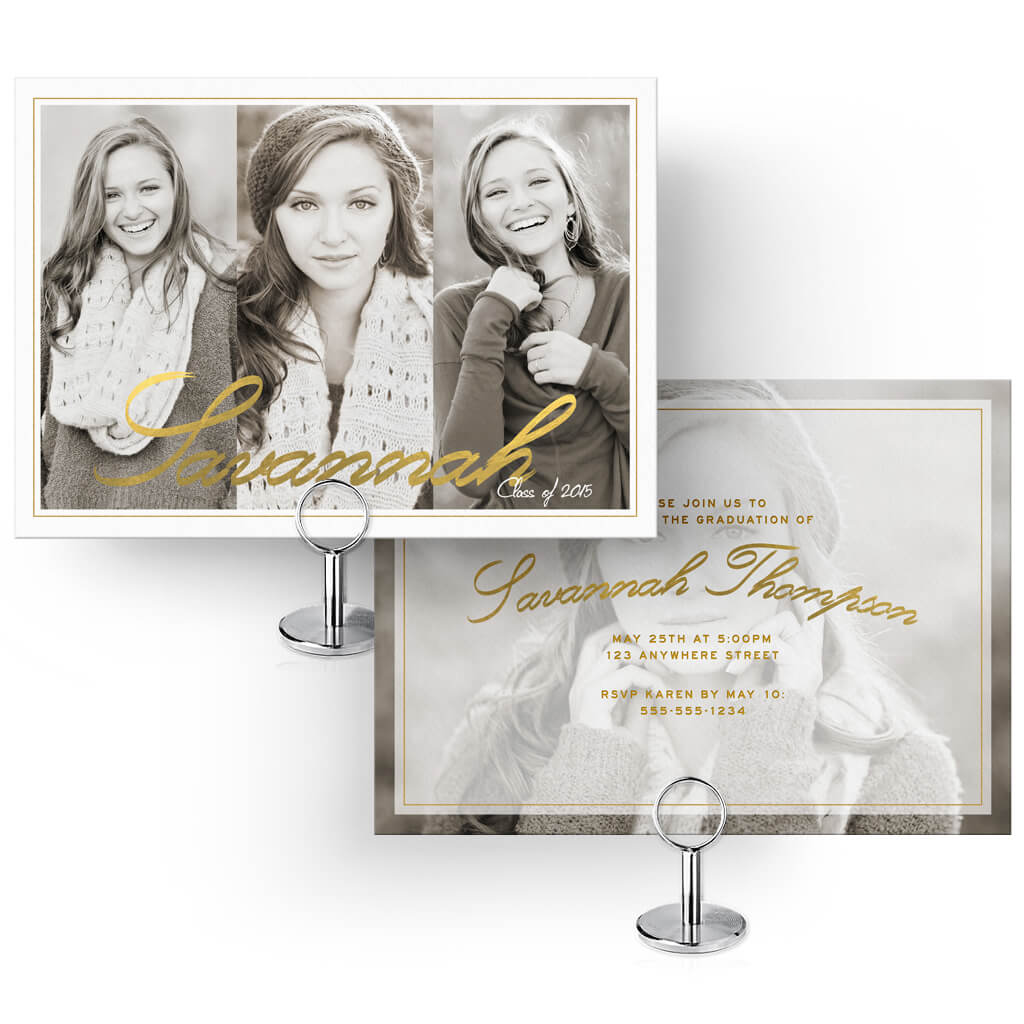 Savannah
Class of 2015
SE JOIN US TO
THE GRADUATION OF
Savannah Thompson
MAY 25TH AT 5:00PM
123 ANYWHERE STREET
RSVP KAREN BY MAY 10:
555-555-1234